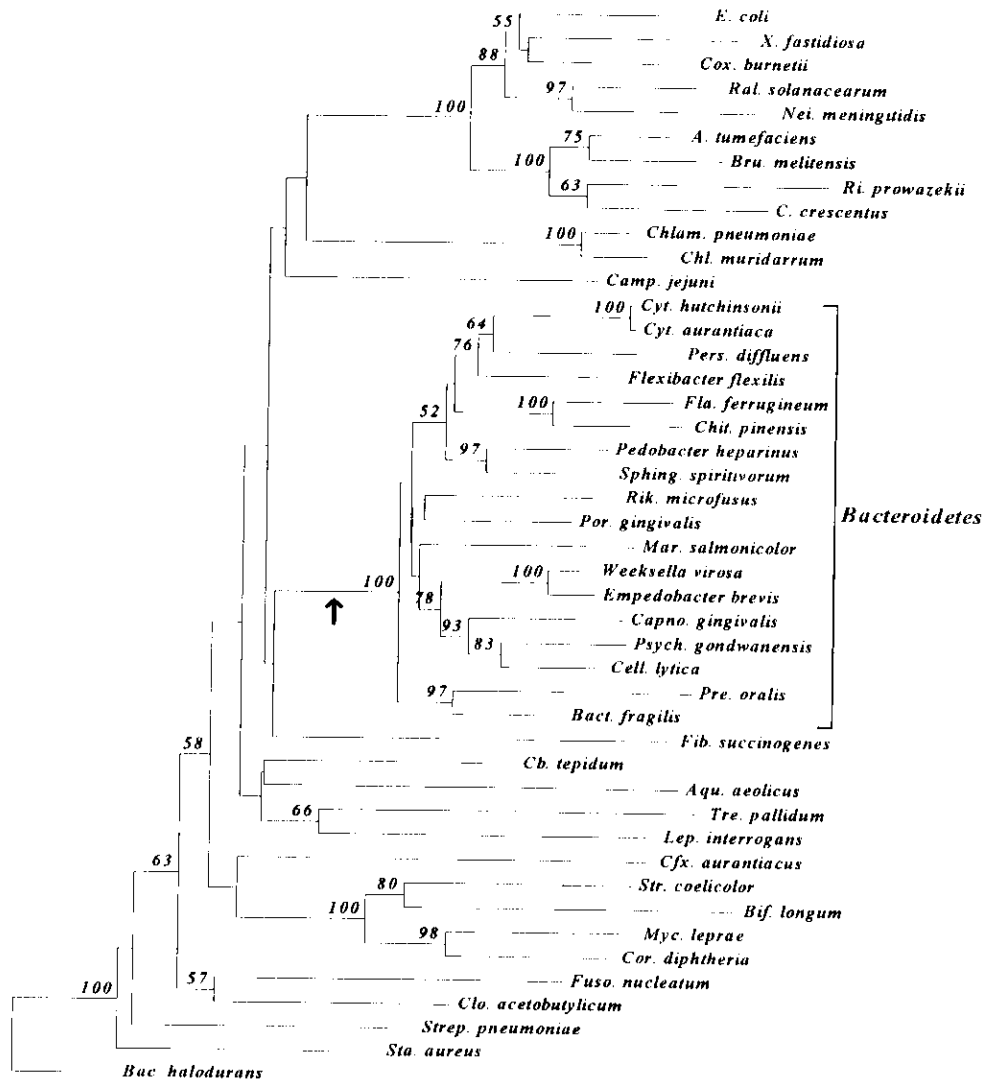 55 E. coli
X. fastidiosa
88 Cox. burnetii
97 Ral. solanacearum
100 Nei. meningitidis
75 A. tumefaciens
100 Bru. melitensis
63 Ri. prowazekii
C. crescentus
100 Chlam. pneumoniae
Chl. muridarrum
Camp. jejuni
100 Cyt. hutchinsonii
64 Cyt. aurantiaca
76 Pers. diffluens
Flexibacter flexilis
52 100 Fla. ferrugineum
Chit. pinensis
97 Pedobacter heparinus
Sphing. spiritivorum
Rik. microfusus
Bacteroidetes
Por. gingivalis
Mar. salmonicolor
100 100 Weeksella virosa
78 Empedobacter brevis
93 Capno. gingivalis
83 Psych. gondwanensis
Cell. lytica
97 Pre. oralis
Bact. fragilis
58 Fib. succinogenes
Cb. tepidum
Aqu. aeolicus
66 Tre. pallidum
Lep. interrogans
63 Cfx. aurantiacus
80 Str. coelicolor
100 Bif. longum
98 Myc. leprae
Cor. diphtheria
57 Fuso. nucleatum
100 Clo. acetobutylicum
Strep. pneumoniae
Sta. aureus
Bac halodurans